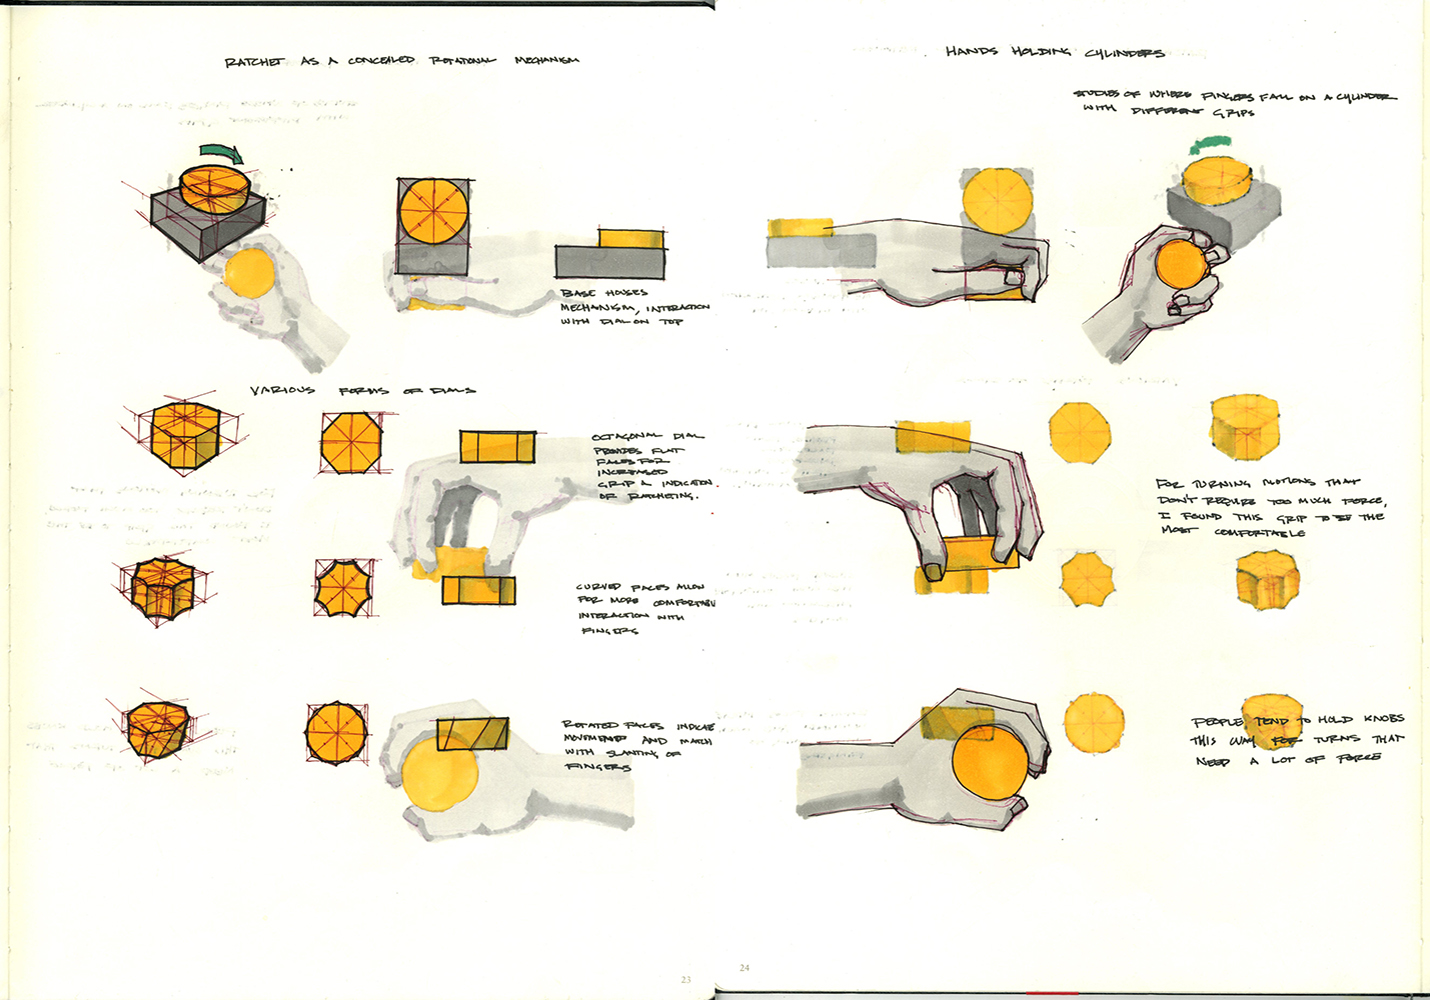 RATCHET AS A CONCEALED ROTATIONAL MECHANISM
BASE HOUSES
MECHANISM, INTERACTION
WITH DIAL ON TOP
VARIOUS FORMS OF DIALS
OCTAGONAL DIAL
PROVIDES FLAT
FACES FOR
INCREASED
GRIP & INDICATION
OF RATCHETING.
CURVED FACES ALLOW
FOR MORE COMFORTABL
INTERACTION WITH
FINGERS
ROTATED FACES INDICATE
MOVEMENT AND MATCH
WITH SLANTING OF
FINGERS
23
HANDS HOLDING CYLINDERS
STUDIES OF WHERE FINGERS FALL ON A CYLINDER
WITH DIFFERENT GRIPS
FOR TURNING MOTIONS THAT
DON'T REQUIRE TOO MUCH FORCE,
I FOUND THIS GRIP TO BE THE
MOST COMFORTABLE
PEOPLE TEND TO HOLD KNOBS
THIS WAY FOR TURNS THAT
NEED A LOT OF FORCE
24